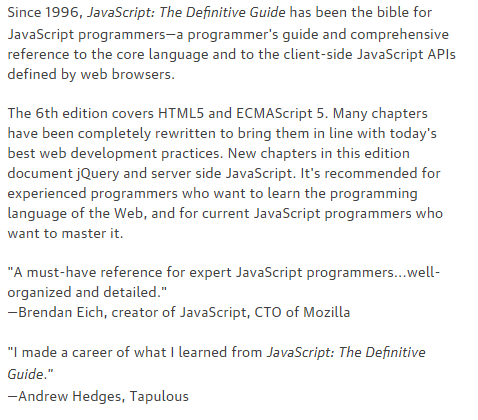 Since 1996, JavaScript: The Definitive Guide has been the bible for
JavaScript programmers—a programmer's guide and comprehensive
reference to the core language and to the client-side JavaScript APIs
defined by web browsers.
The 6th edition covers HTML5 and ECMAScript 5. Many chapters
have been completely rewritten to bring them in line with today's
best web development practices. New chapters in this edition
document jQuery and server side JavaScript. It's recommended for
experienced programmers who want to learn the programming
language of the Web, and for current JavaScript programmers who
want to master it.
"A must-have reference for expert JavaScript programmers...well-
organized and detailed."
—Brendan Eich, creator of JavaScript, CTO of Mozilla
"I made a career of what I learned from JavaScript: The Definitive
Guide."
—Andrew Hedges, Tapulous